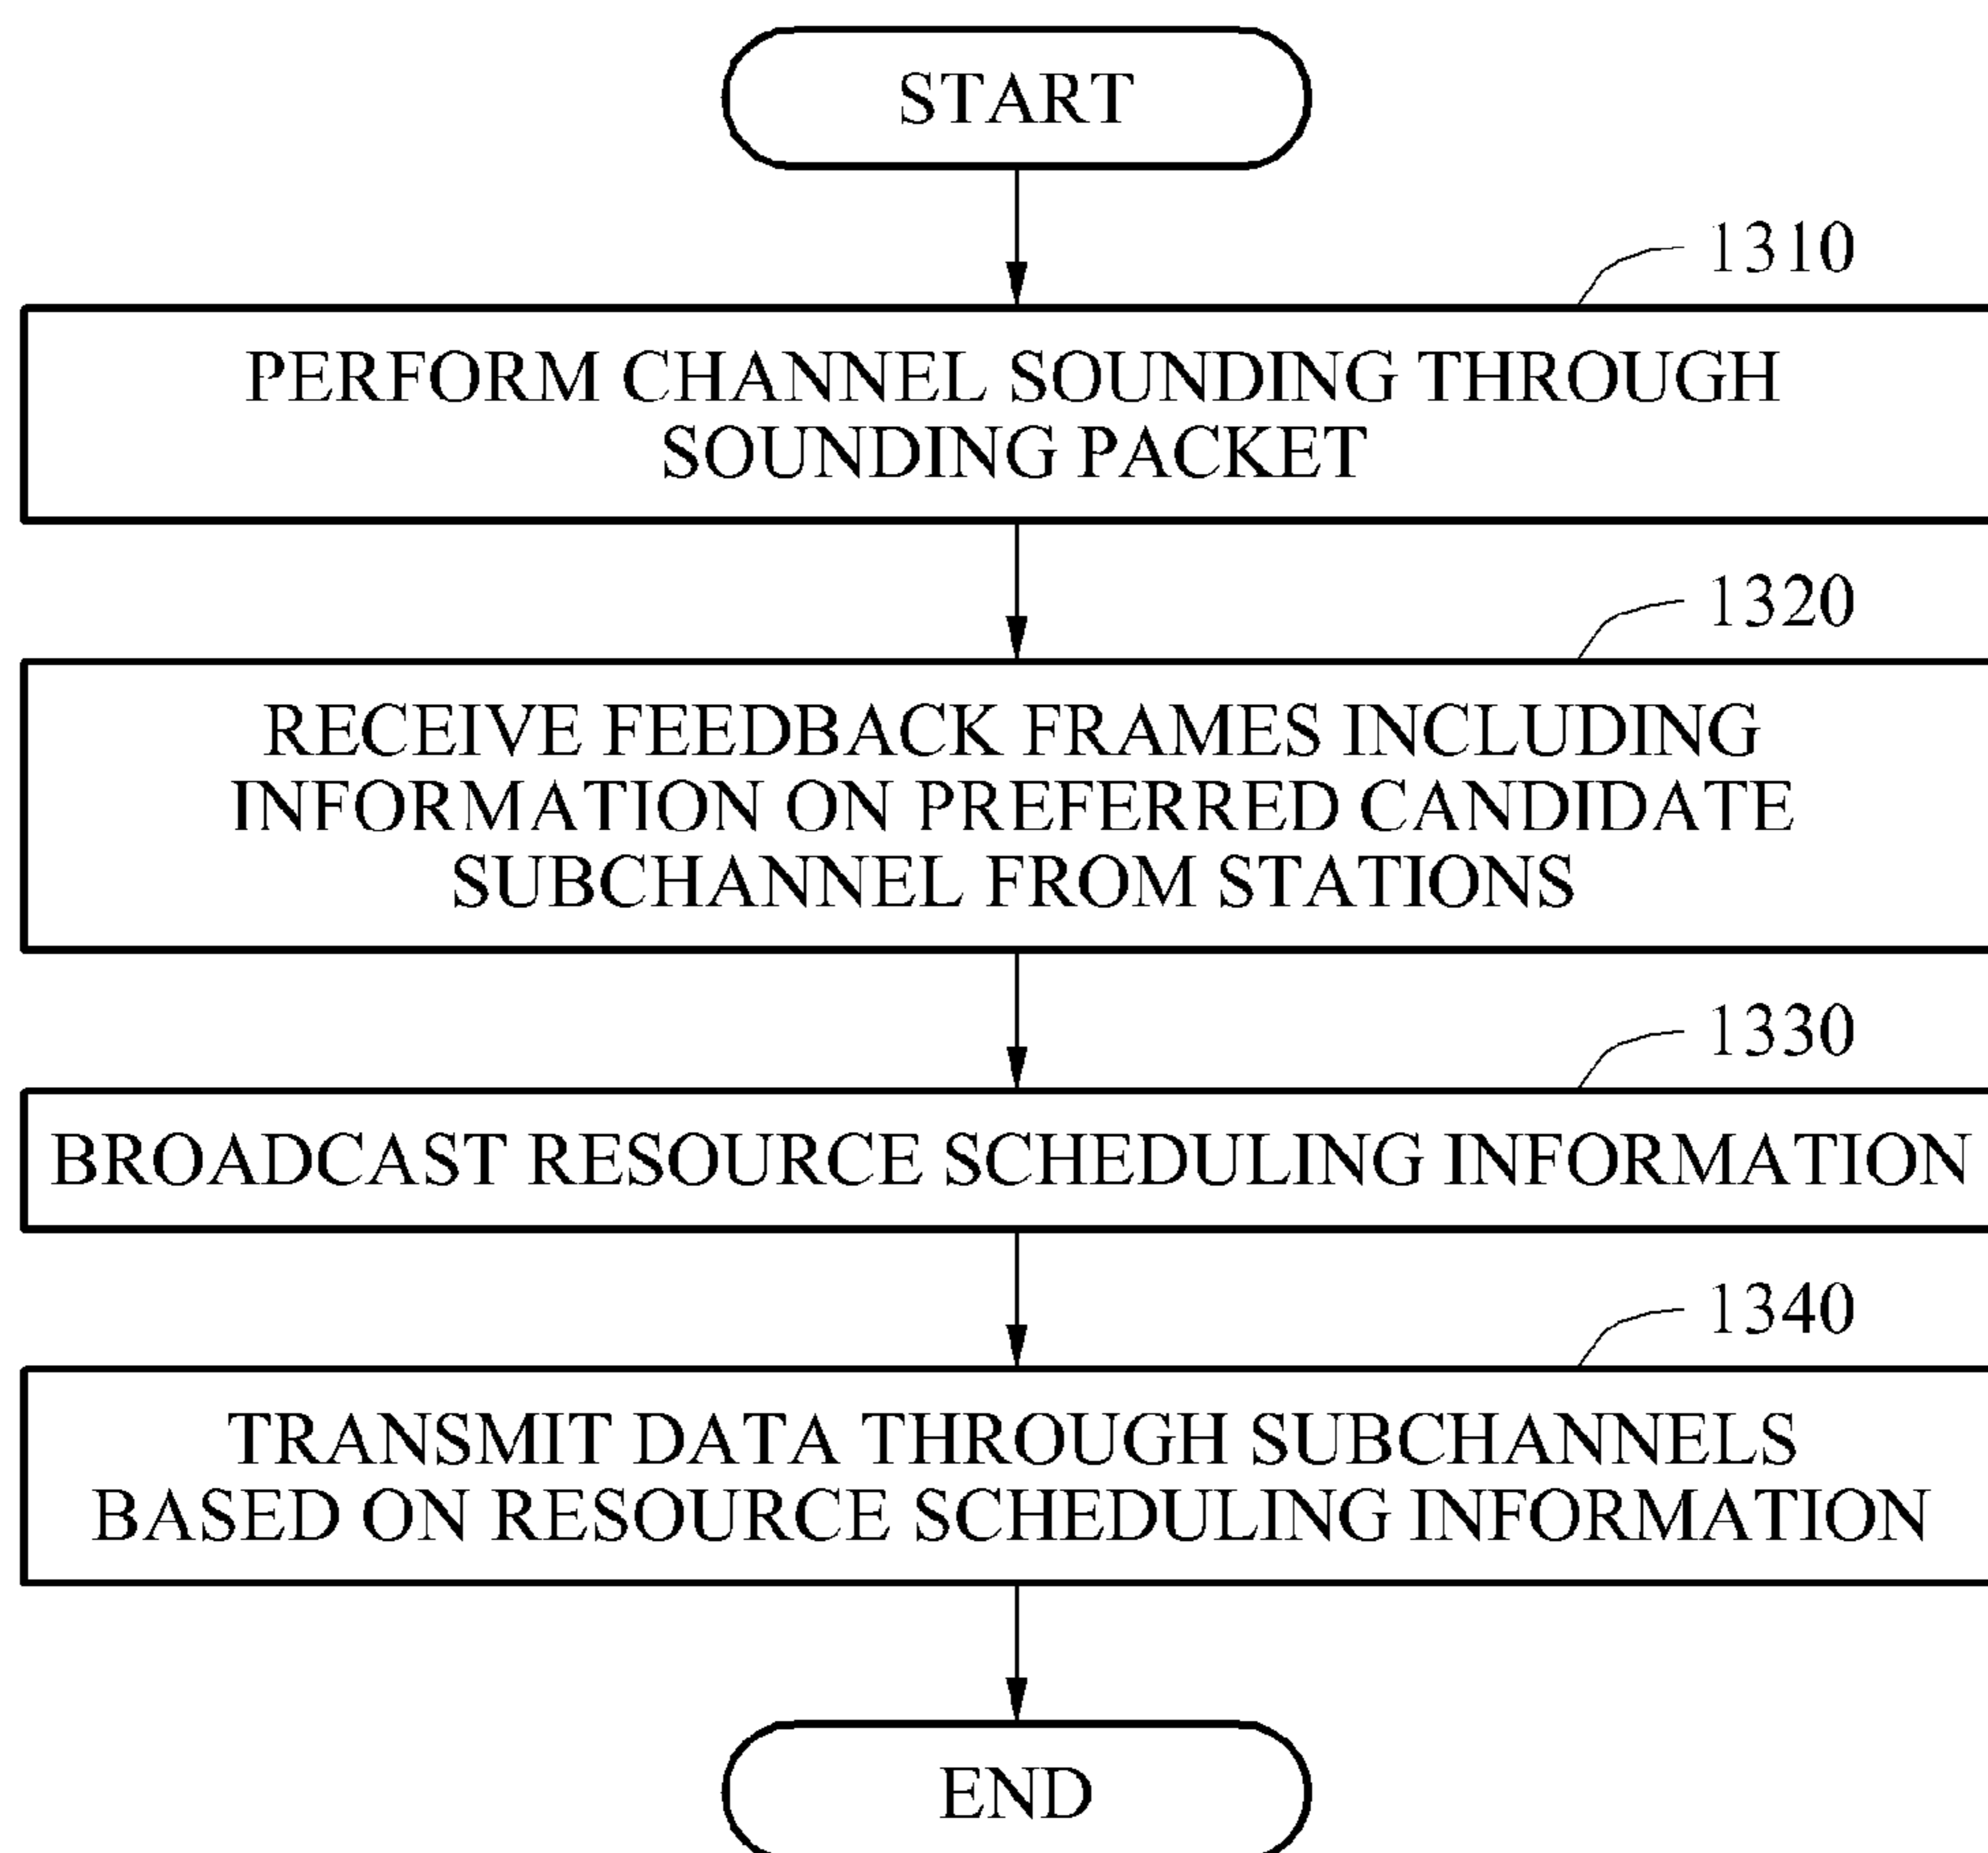 START
1310
PERFORM CHANNEL SOUNDING THROUGH
SOUNDING PACKET
1320
RECEIVE FEEDBACK FRAMES INCLUDING
INFORMATION ON PREFERRED CANDIDATE
SUBCHANNEL FROM STATIONS
1330
BROADCAST RESOURCE SCHEDULING INFORMATION
1340
TRANSMIT DATA THROUGH SUBCHANNELS
BASED ON RESOURCE SCHEDULING INFORMATION
END